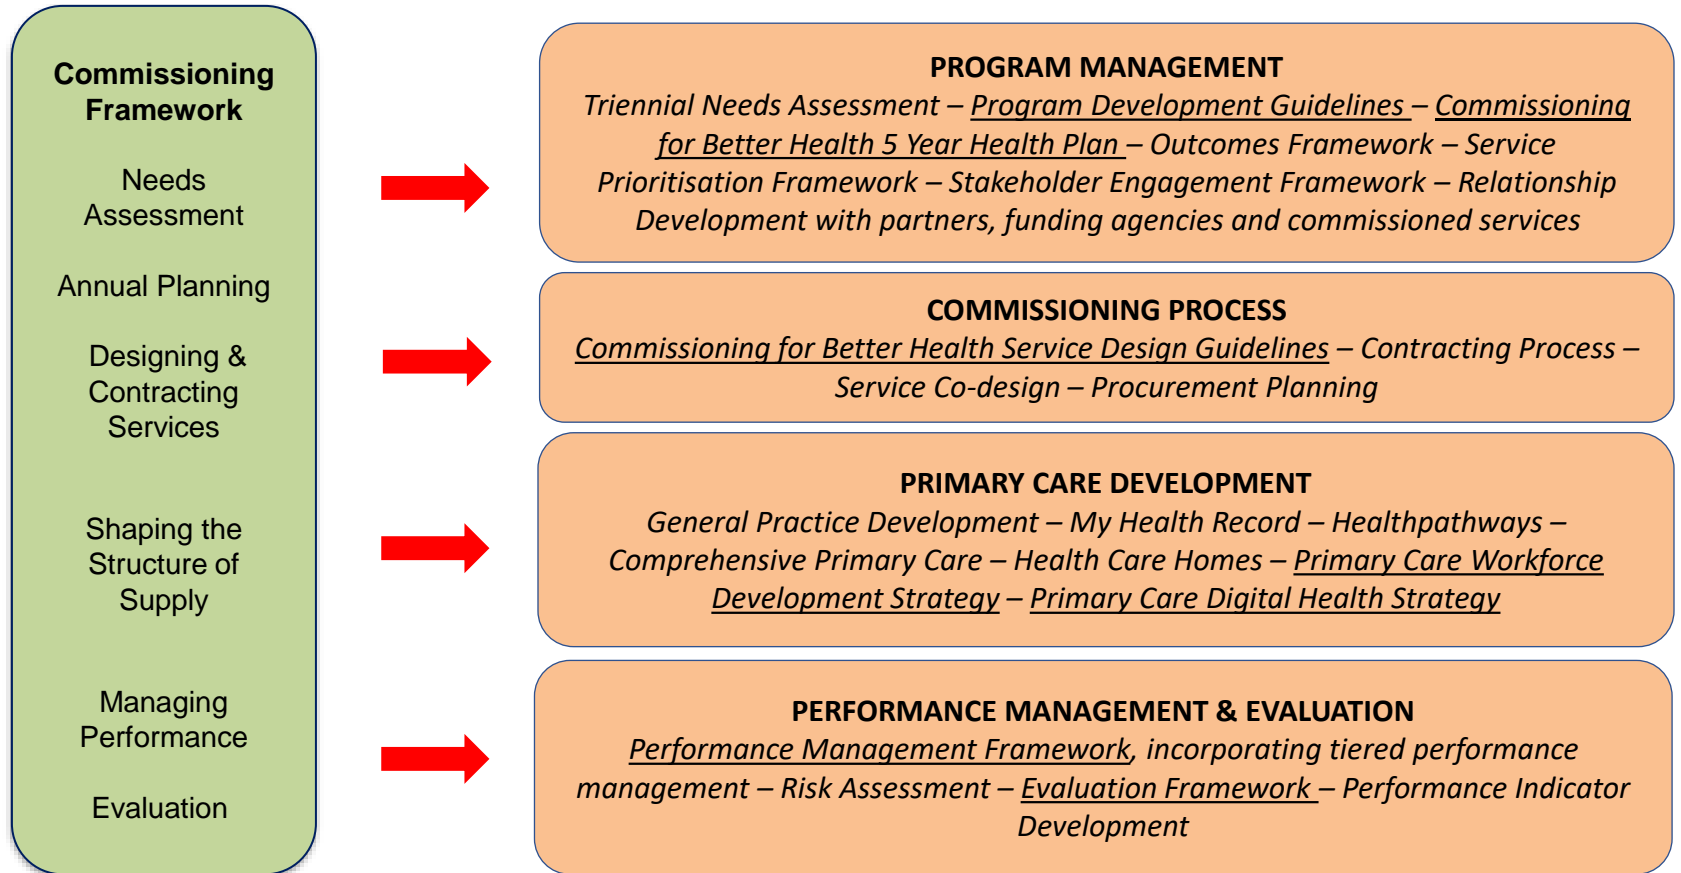 Commissioning
Framework
Needs
Assessment
Annual Planning
Designing &
Contracting
Services
Shaping the
Structure of
Supply
Managing
Performance
Evaluation
PROGRAM MANAGEMENT
Triennial Needs Assessment – Program Development Guidelines – Commissioning
for Better Health 5 Year Health Plan – Outcomes Framework – Service
Prioritisation Framework – Stakeholder Engagement Framework – Relationship
Development with partners, funding agencies and commissioned services
COMMISSIONING PROCESS
Commissioning for Better Health Service Design Guidelines – Contracting Process –
Service Co-design – Procurement Planning
PRIMARY CARE DEVELOPMENT
General Practice Development – My Health Record – Healthpathways –
Comprehensive Primary Care – Health Care Homes – Primary Care Workforce
Development Strategy – Primary Care Digital Health Strategy
PERFORMANCE MANAGEMENT & EVALUATION
Performance Management Framework, incorporating tiered performance
management – Risk Assessment – Evaluation Framework – Performance Indicator
Development